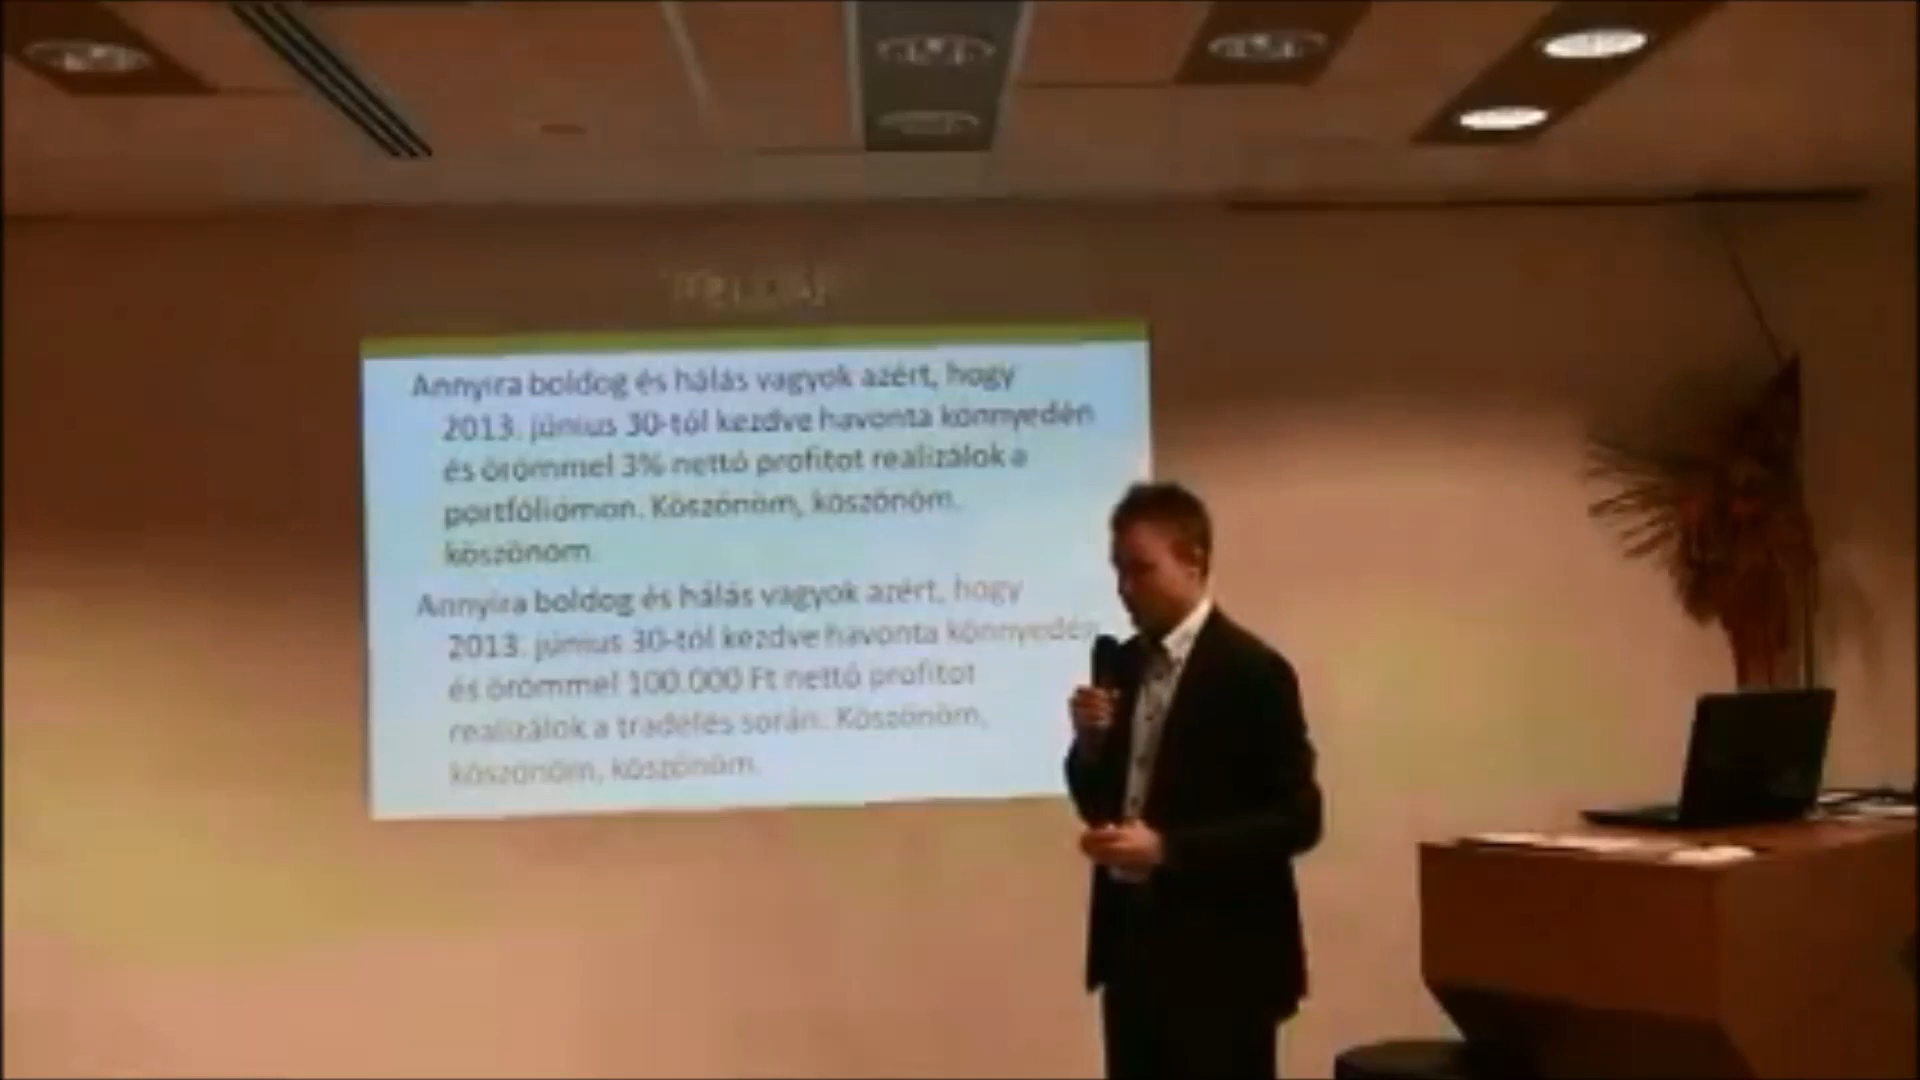 Annyira boldog és hálás vagyok azért, hogy
2013. június 30-tól kezdve havonta könnyedén
és örömmel 3% nettó profitot realizálok a
portfóliómon. Köszönöm, köszönöm,
köszönöm.
Annyira boldog és hálás vagyok azért, hogy
2013. június 30-tól kezdve havonta könnyedén
és örömmel 100.000 Ft nettó profitot
realizálok a tradelés során. Köszönöm,
köszönöm, köszönöm.